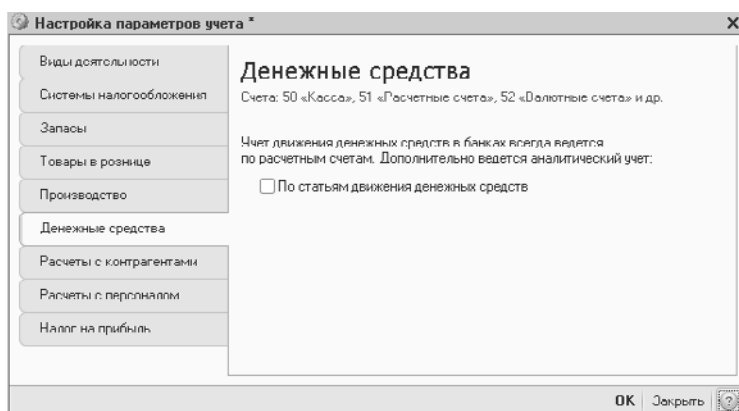 Настройка параметров учета *
Виды деятельности
Системы налогообложения
Запасы
Товары в рознице
Производство
Денежные средства
Расчеты с контрагентами
Расчеты с персоналом
Налог на прибыль
Денежные средства
Счета: 50 «Касса», 51 «Расчетные счета», 52 «Валютные счета» и др.
Учет движения денежных средств в банках всегда ведется
по расчетным счетам. Дополнительно ведется аналитический учет:
По статьям движения денежных средств
OK Закрыть ?